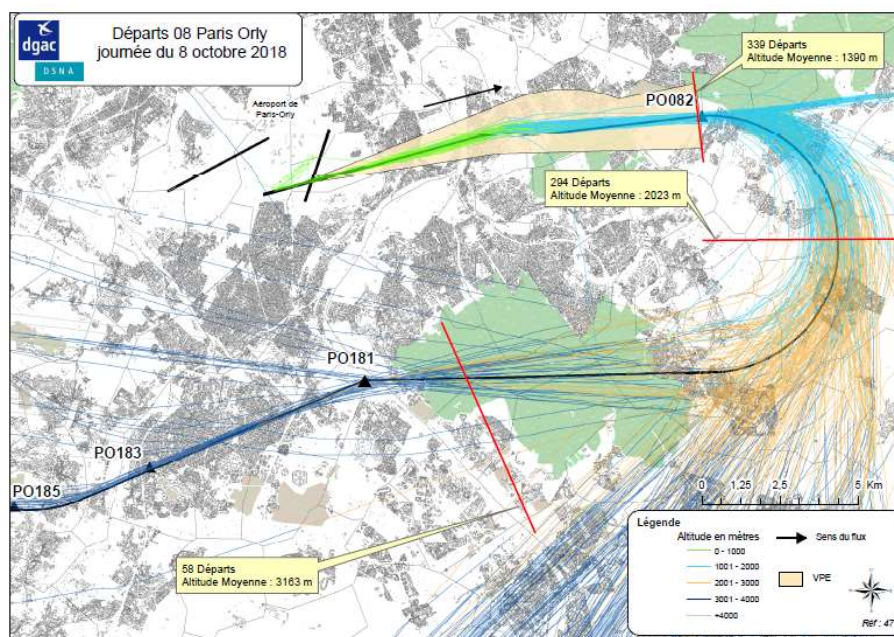 dgac
DSNA
Départs 08 Paris Orly
journée du 8 octobre 2018
Aéroport de
Paris-Orly
339 Départs
Altitude Moyenne : 1390 m
PO082
294 Départs
Altitude Moyenne : 2023 m
PO181
PO183
PO185
58 Départs
Altitude Moyenne : 3163 m
0 1,25 2,5 5 Km
Légende
Altitude en mètres
0 - 1000
1001 - 2000
2001 - 3000
3001 - 4000
+4000
Sens du flux
VPE
Réf : 47